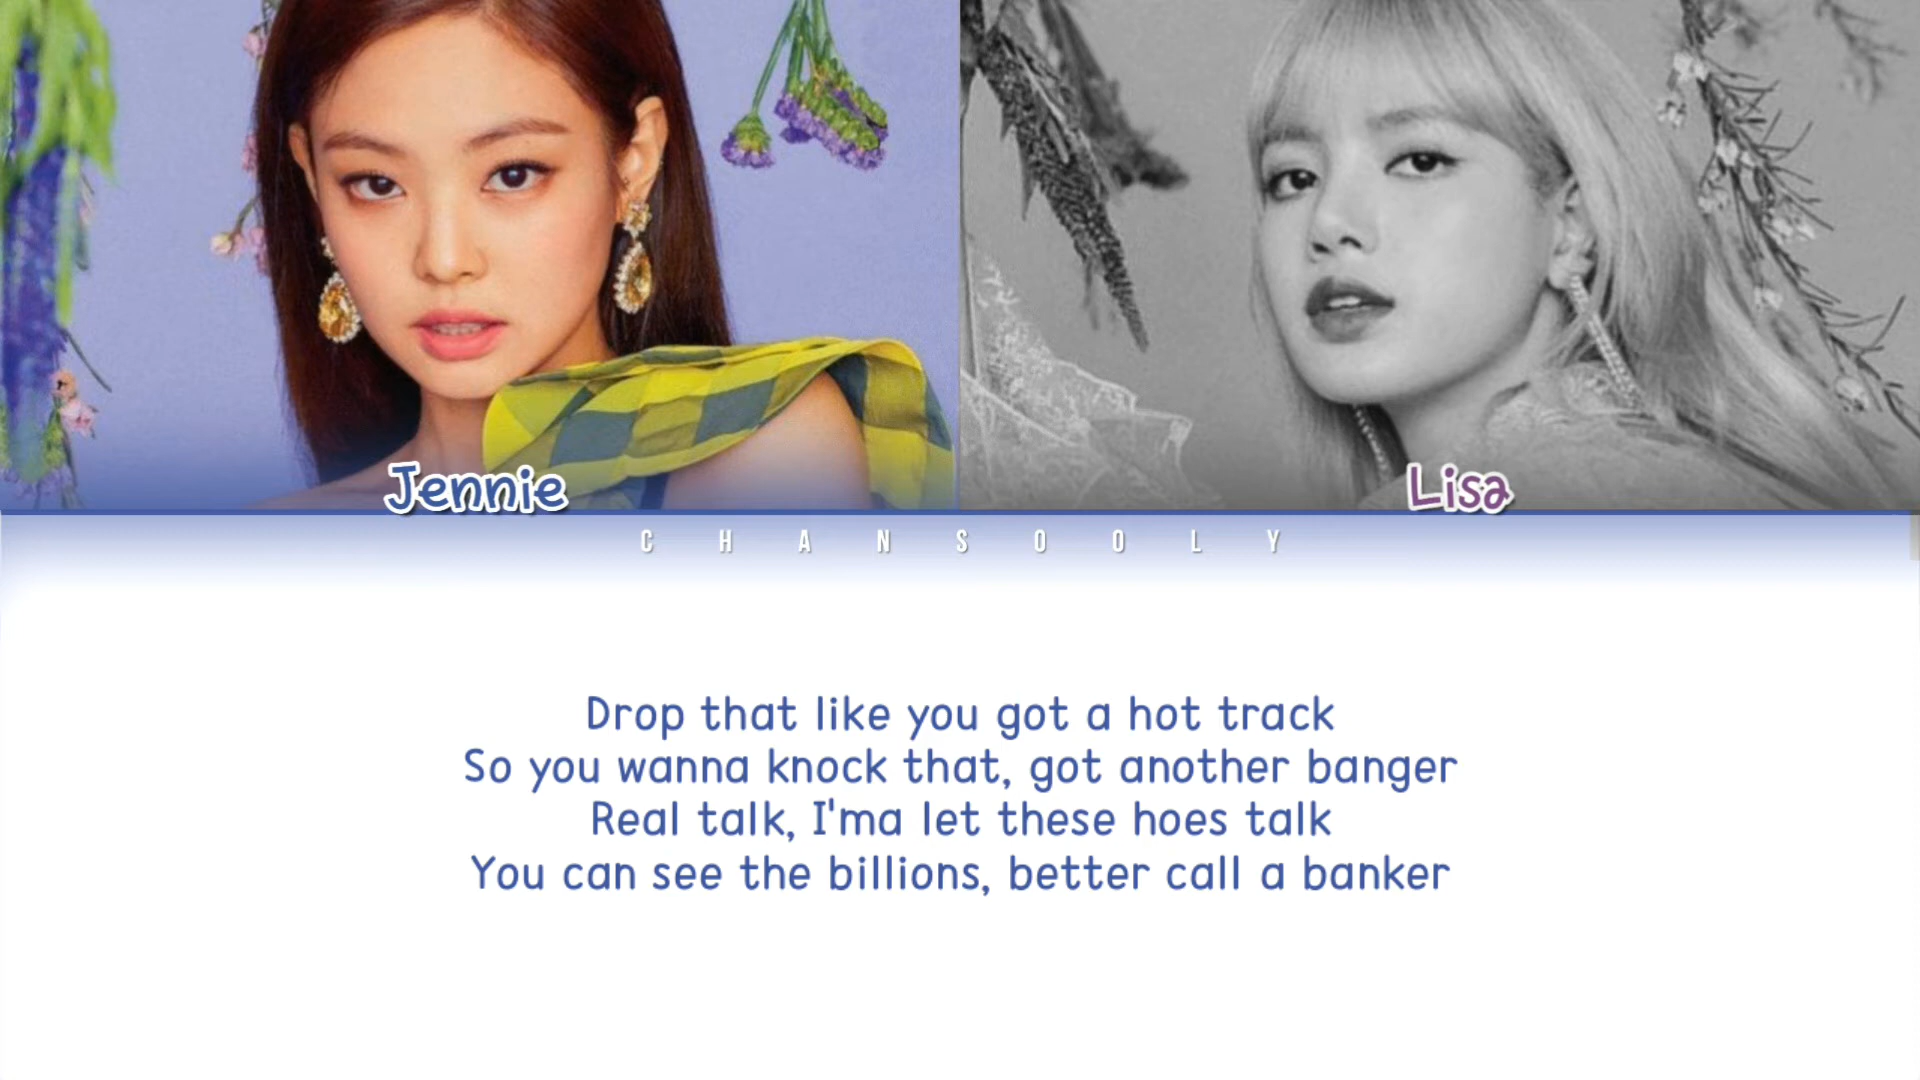 Jennie
Lisa
CHANSOOLY
Drop that like you got a hot track
So you wanna knock that, got another banger
Real talk, I'ma let these hoes talk
You can see the billions, better call a banker